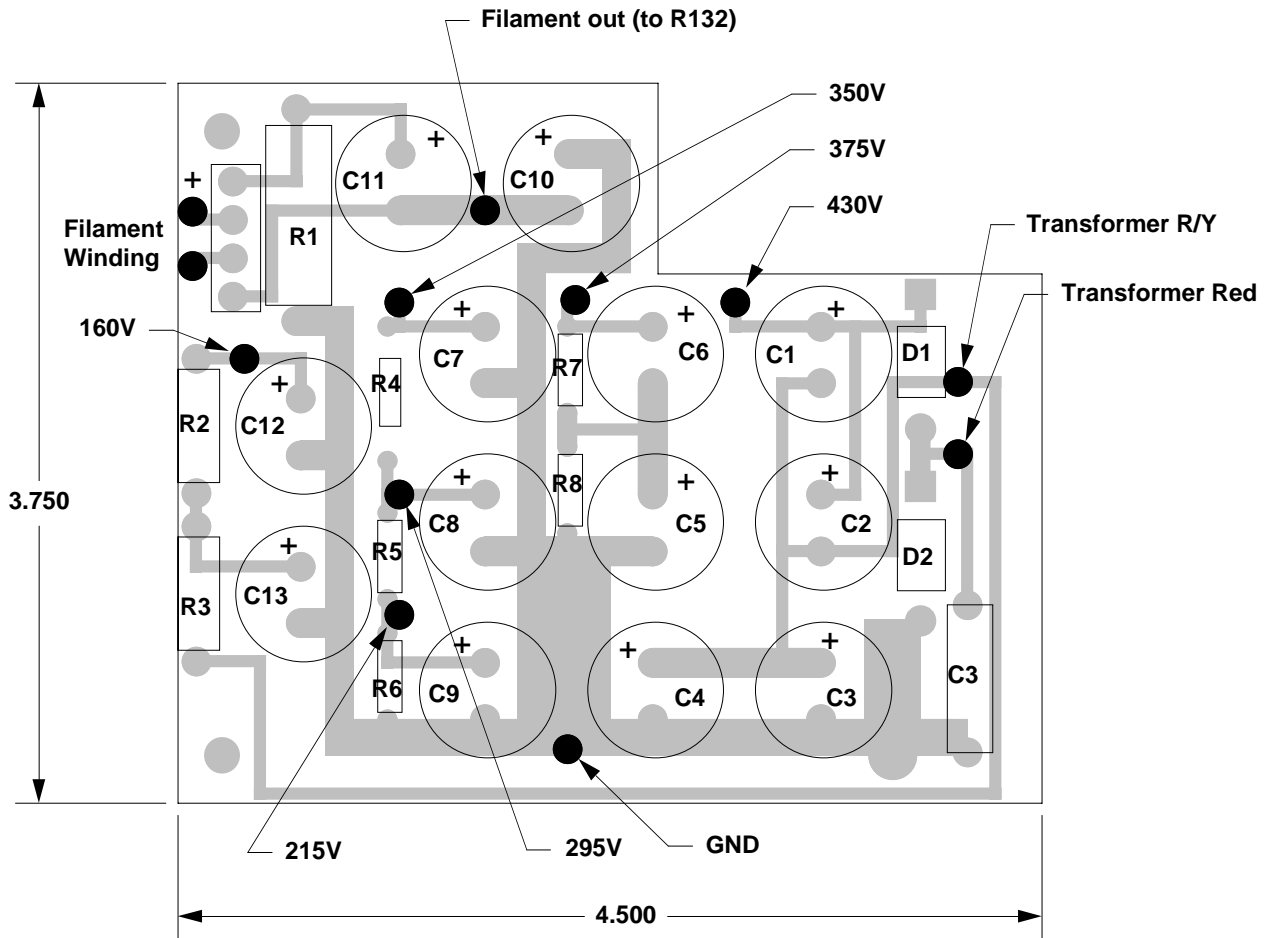 Filament out (to R132)
350V
375V
430V
Transformer R/Y
Transformer Red
+
+
+
C11
C10
R1
Filament
Winding
160V
+
+
+
C7
C6
C1
D1
R7
R4
+
R2
C12
3.750
+
+
+
R8
C8
C5
C2
D2
R5
+
C13
R3
+
+
+
R6
C9
C4
C3
C3
215V
295V
GND
4.500